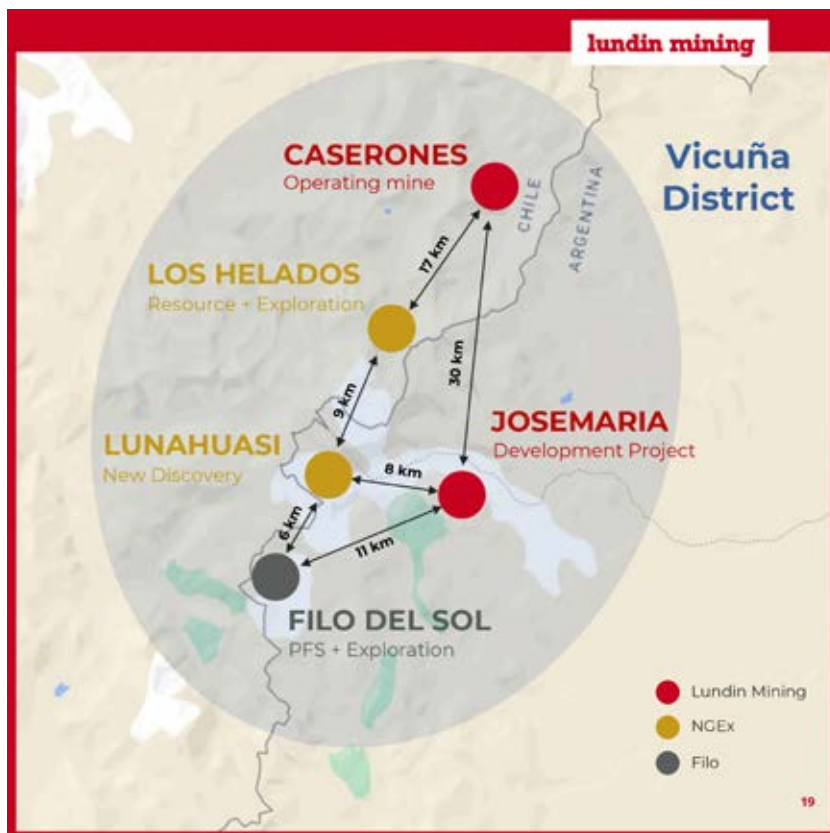 lundin mining
Vicuña
District
CASERONES
Operating mine
CHILE
ARGENTINA
17 km
LOS HELADOS
Resource + Exploration
30 km
9 km
JOSEMARIA
Development Project
LUNAHUASI
New Discovery
8 km
6 km
11 km
FILO DEL SOL
PFS + Exploration
Lundin Mining
NGEx
Filo
19